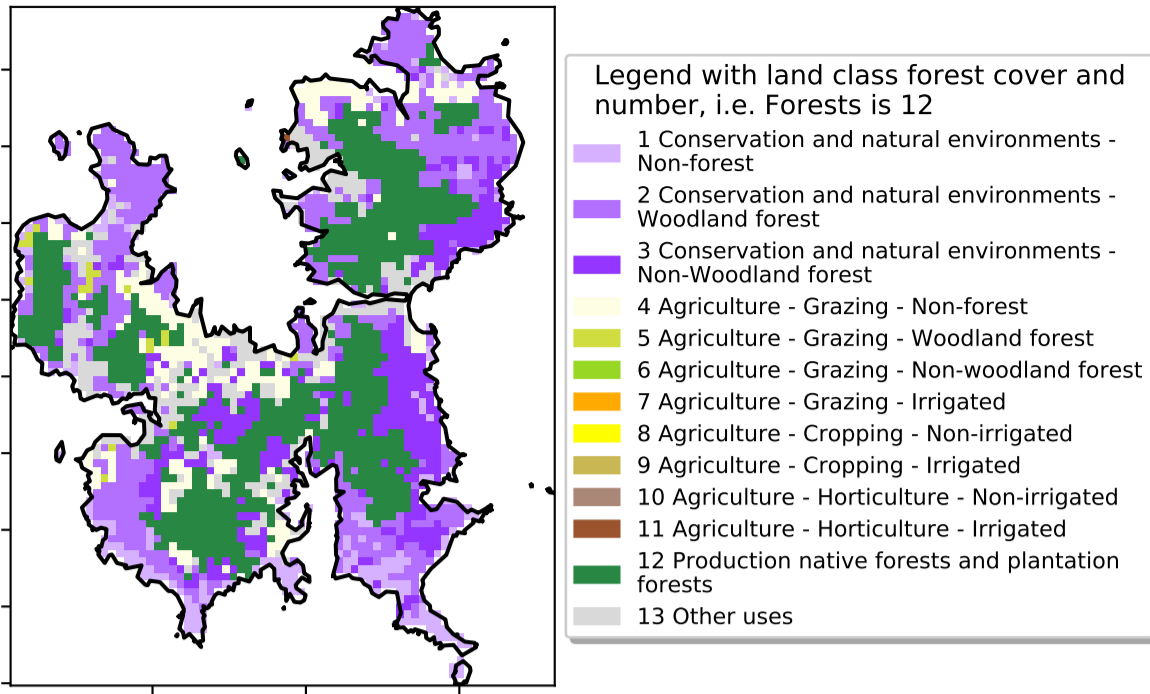 Legend with land class forest cover and
number, i.e. Forests is 12
1 Conservation and natural environments -
Non-forest
2 Conservation and natural environments -
Woodland forest
3 Conservation and natural environments -
Non-Woodland forest
4 Agriculture - Grazing - Non-forest
5 Agriculture - Grazing - Woodland forest
6 Agriculture - Grazing - Non-woodland forest
7 Agriculture - Grazing - Irrigated
8 Agriculture - Cropping - Non-irrigated
9 Agriculture - Cropping - Irrigated
10 Agriculture - Horticulture - Non-irrigated
11 Agriculture - Horticulture - Irrigated
12 Production native forests and plantation
forests
13 Other uses